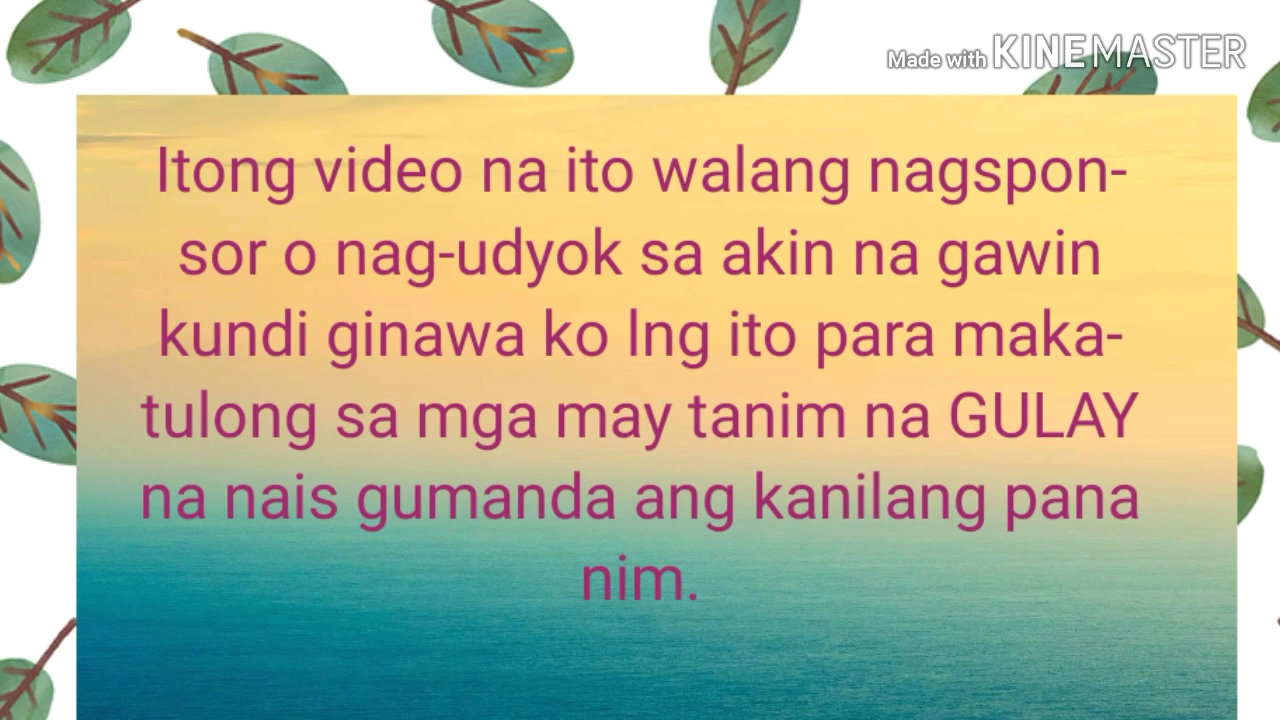 Made with KINEMASTER
Itong video na ito walang nagspon-
sor o nag-udyok sa akin na gawin
kundi ginawa ko lng ito para maka-
tulong sa mga may tanim na GULAY
na nais gumanda ang kanilang pana
nim.